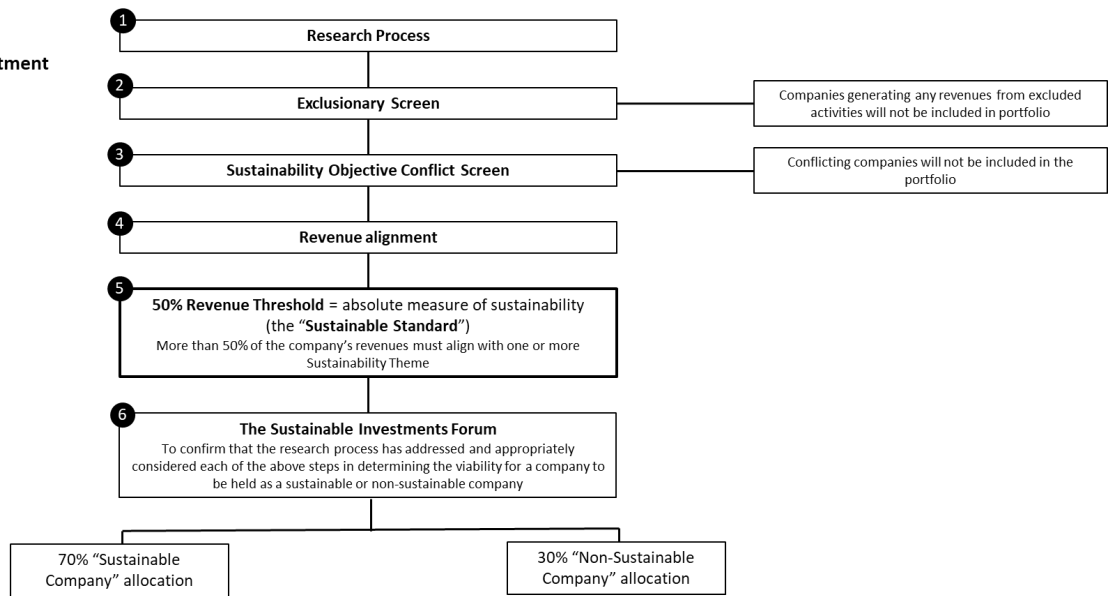 1
Research Process
tment
2
Exclusionary Screen
Companies generating any revenues from excluded
activities will not be included in portfolio
3
Sustainability Objective Conflict Screen
Conflicting companies will not be included in the
portfolio
4
Revenue alignment
5
50% Revenue Threshold = absolute measure of sustainability
(the “Sustainable Standard”)
More than 50% of the company’s revenues must align with one or more
Sustainability Theme
6
The Sustainable Investments Forum
To confirm that the research process has addressed and appropriately
considered each of the above steps in determining the viability for a company to
be held as a sustainable or non-sustainable company
70% “Sustainable
Company” allocation
30% “Non-Sustainable
Company” allocation